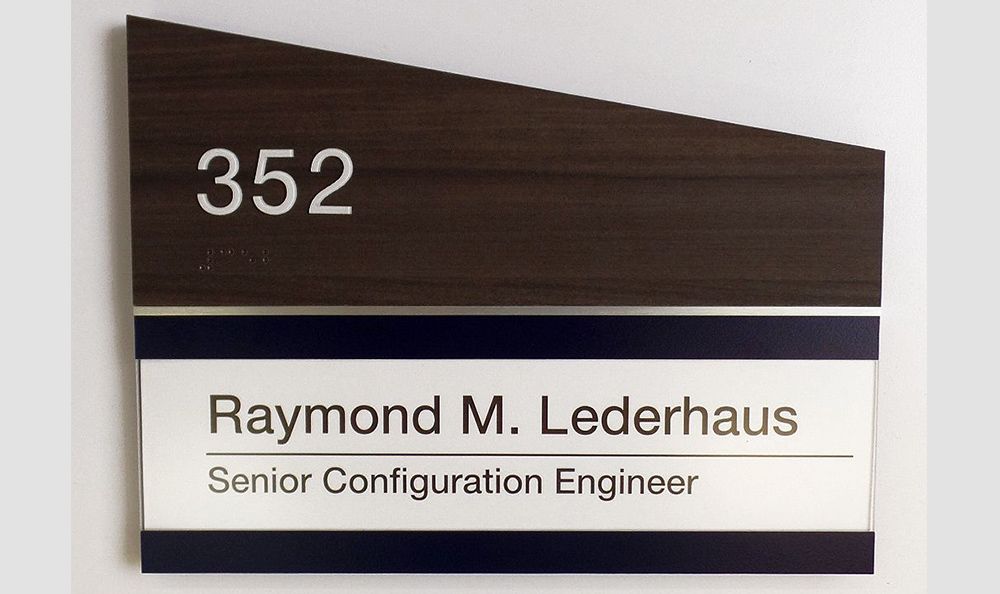 352
Raymond M. Lederhaus
Senior Configuration Engineer